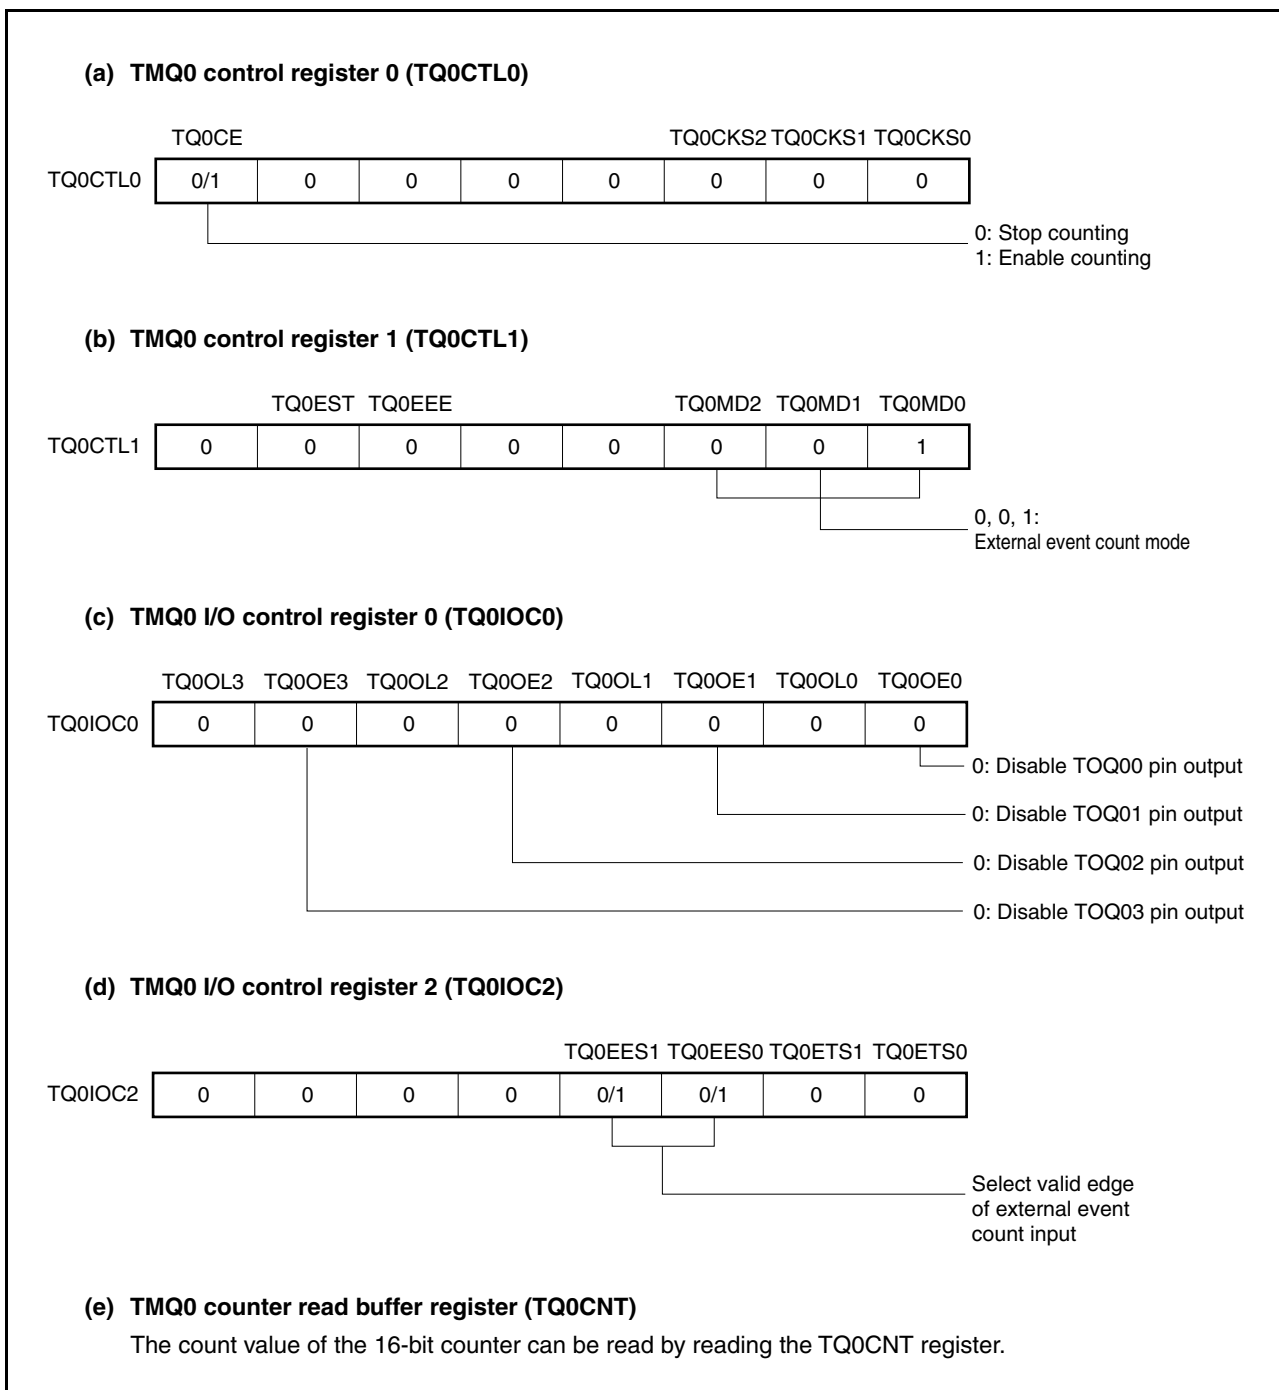 (a) TMQ0 control register 0 (TQ0CTL0)
TQ0CE TQ0CKS2 TQ0CKS1 TQ0CKS0
TQ0CTL0 0/1 0 0 0 0 0 0 0
0: Stop counting
1: Enable counting
(b) TMQ0 control register 1 (TQ0CTL1)
TQ0EST TQ0EEE TQ0MD2 TQ0MD1 TQ0MD0
TQ0CTL1 0 0 0 0 0 0 0 1
0, 0, 1:
External event count mode
(c) TMQ0 I/O control register 0 (TQ0IOC0)
TQ0OL3 TQ0OE3 TQ0OL2 TQ0OE2 TQ0OL1 TQ0OE1 TQ0OL0 TQ0OE0
TQ0IOC0 0 0 0 0 0 0 0 0
0: Disable TOQ00 pin output
0: Disable TOQ01 pin output
0: Disable TOQ02 pin output
0: Disable TOQ03 pin output
(d) TMQ0 I/O control register 2 (TQ0IOC2)
TQ0EES1 TQ0EES0 TQ0ETS1 TQ0ETS0
TQ0IOC2 0 0 0 0 0/1 0/1 0 0
Select valid edge
of external event
count input
(e) TMQ0 counter read buffer register (TQ0CNT)
The count value of the 16-bit counter can be read by reading the TQ0CNT register.